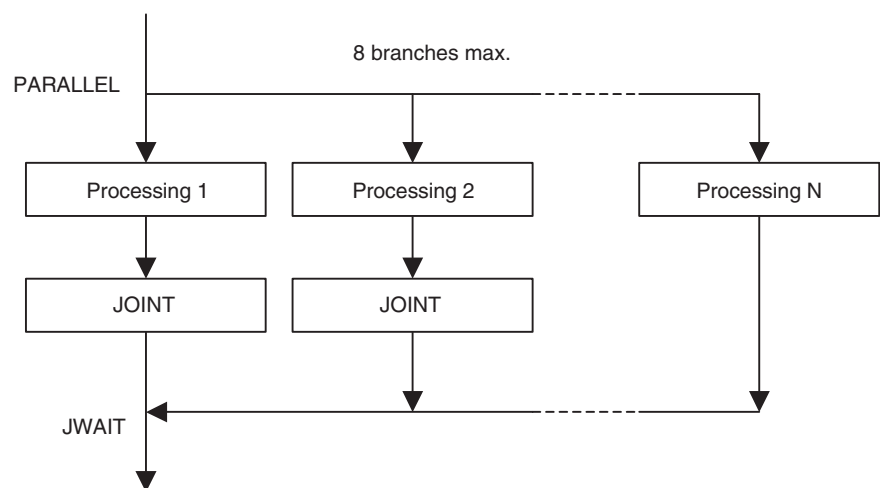 8 branches max.
PARALLEL
Processing 1
Processing 2
Processing N
JOINT
JOINT
JWAIT